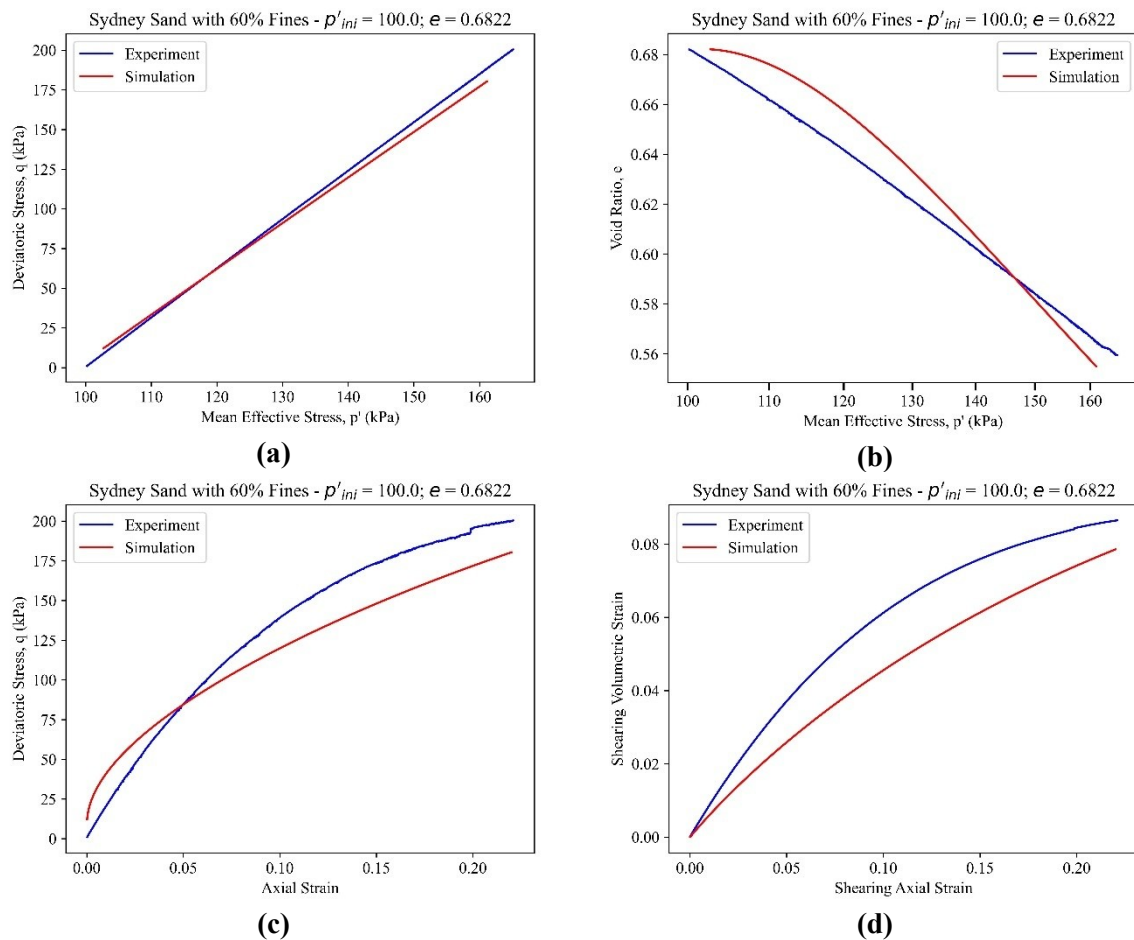 Sydney Sand with 60% Fines - p'ini = 100.0; e = 0.6822
Experiment
Simulation
Deviatoric Stress, q (kPa)
200
175
150
125
100
75
50
25
0
100 110 120 130 140 150 160
Mean Effective Stress, p' (kPa)
(a)
Sydney Sand with 60% Fines - p'ini = 100.0; e = 0.6822
Experiment
Simulation
Void Ratio, e
0.68
0.66
0.64
0.62
0.60
0.58
0.56
100 110 120 130 140 150 160
Mean Effective Stress, p' (kPa)
(b)
Sydney Sand with 60% Fines - p'ini = 100.0; e = 0.6822
Experiment
Simulation
Deviatoric Stress, q (kPa)
200
175
150
125
100
75
50
25
0
0.00 0.05 0.10 0.15 0.20
Axial Strain
(c)
Sydney Sand with 60% Fines - p'ini = 100.0; e = 0.6822
Experiment
Simulation
Shearing Volumetric Strain
0.08
0.06
0.04
0.02
0.00
0.00 0.05 0.10 0.15 0.20
Shearing Axial Strain
(d)